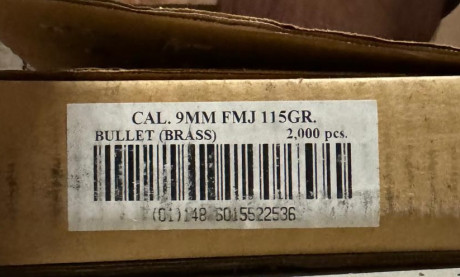 CAL. 9MM FMJ 115GR.
BULLET (BRASS) 2,000 pcs.
(01)148 6015522536